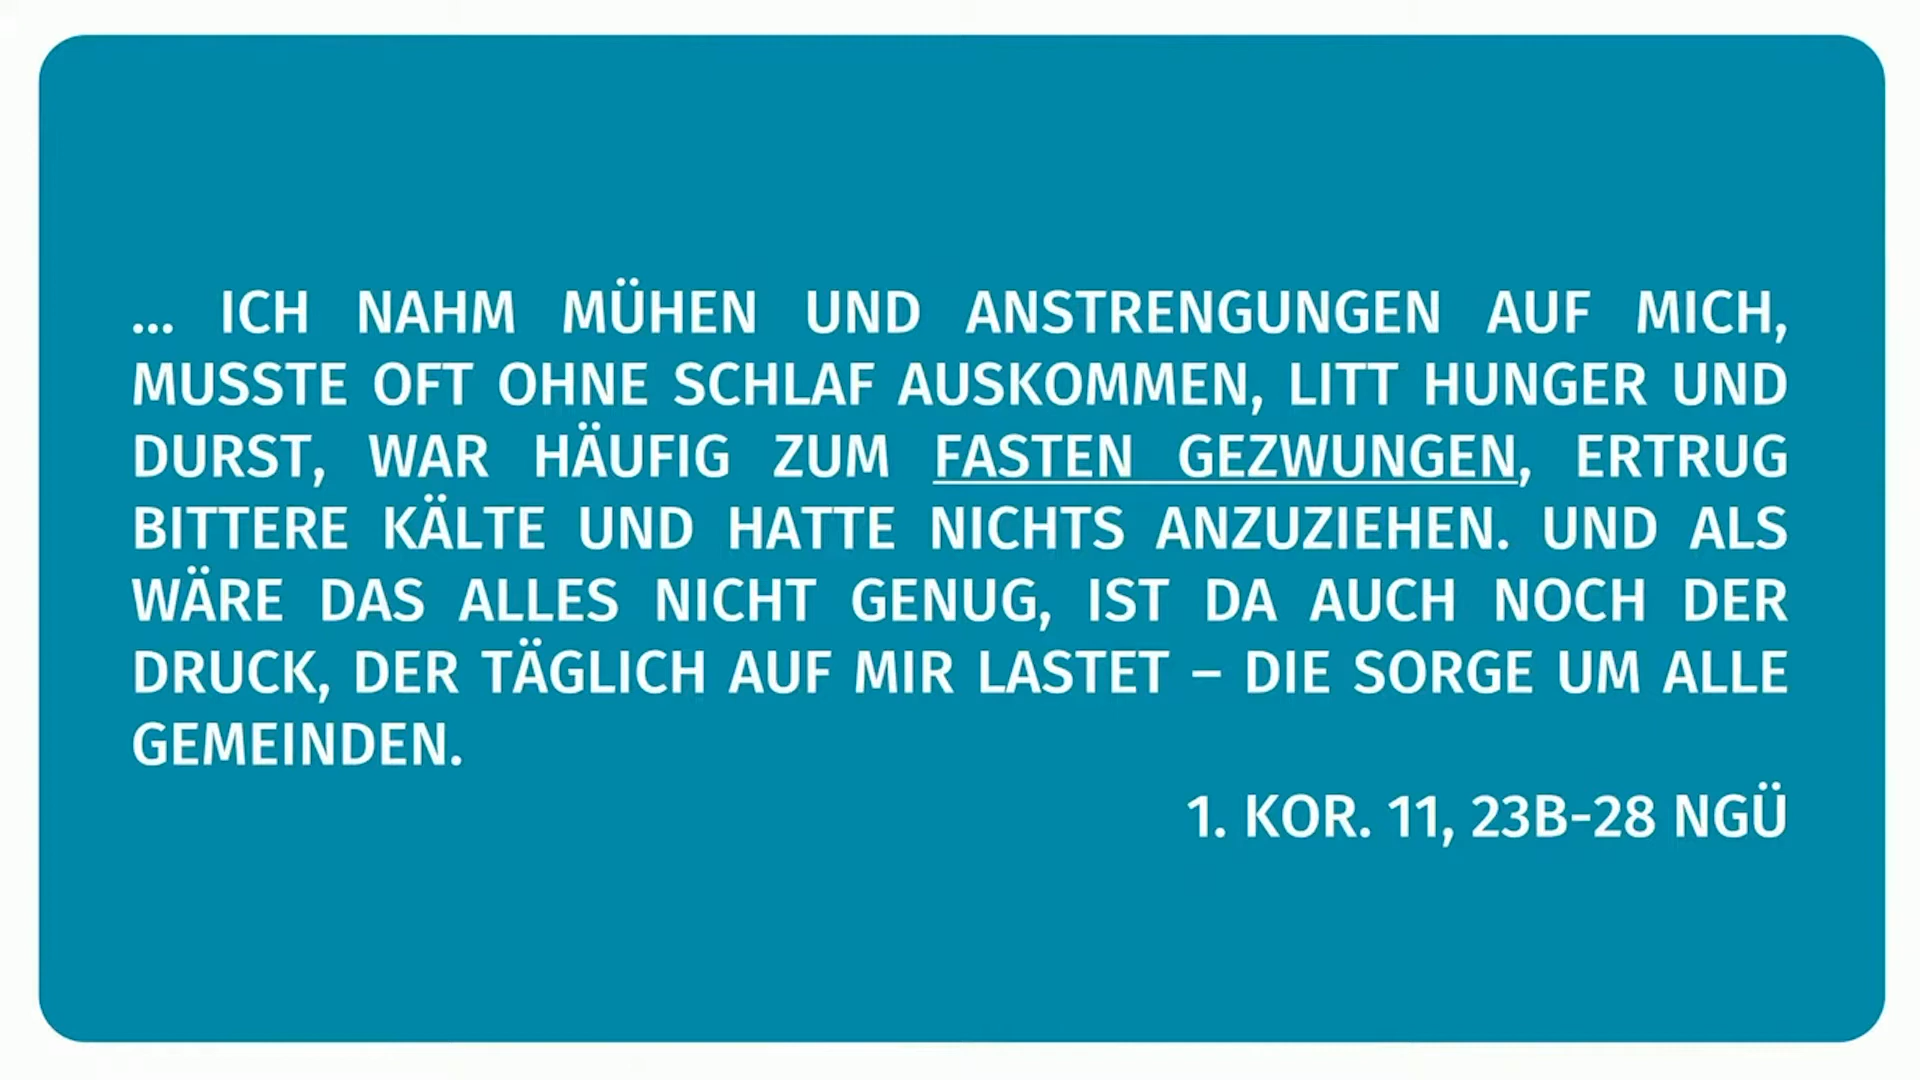 ... ICH NAHM MÜHEN UND ANSTRENGUNGEN AUF MICH,
MUSSTE OFT OHNE SCHLAF AUSKOMMEN, LITT HUNGER UND
DURST, WAR HÄUFIG ZUM FASTEN GEZWUNGEN, ERTRUG
BITTERE KÄLTE UND HATTE NICHTS ANZUZIEHEN. UND ALS
WÄRE DAS ALLES NICHT GENUG, IST DA AUCH NOCH DER
DRUCK, DER TÄGLICH AUF MIR LASTET – DIE SORGE UM ALLE
GEMEINDEN.
1. KOR. 11, 23B-28 NGÜ